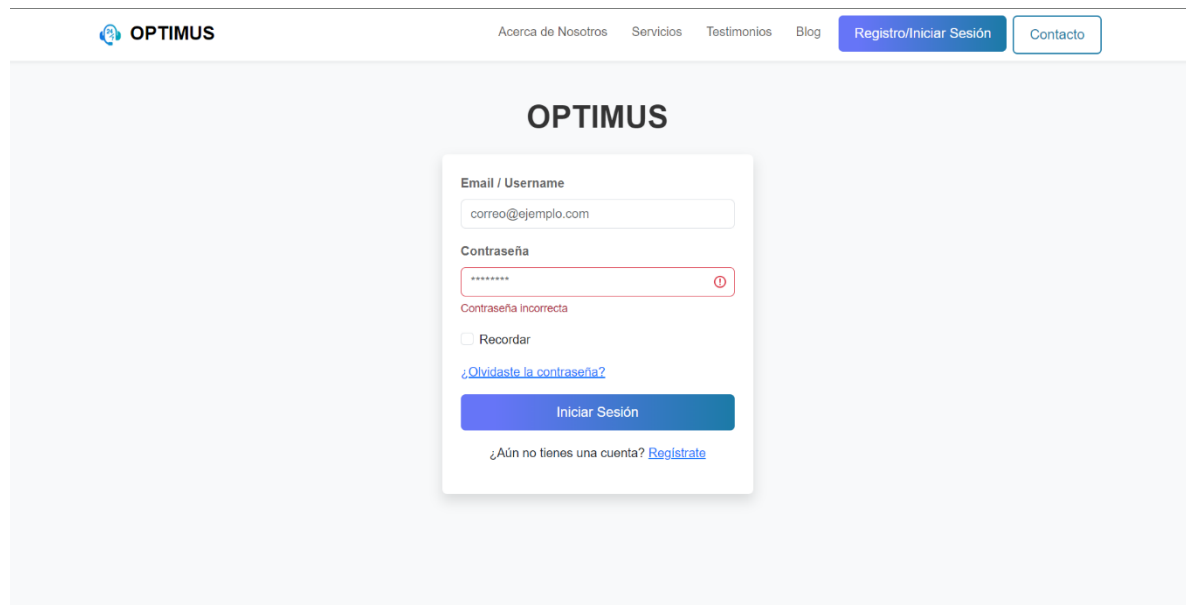 OPTIMUS Acerca de Nosotros Servicios Testimonios Blog Registro/Iniciar Sesión Contacto
OPTIMUS
Email / Username
correo@ejemplo.com
Contraseña
********
Contraseña incorrecta
Recordar
¿Olvidaste la contraseña?
Iniciar Sesión
¿Aún no tienes una cuenta? Regístrate